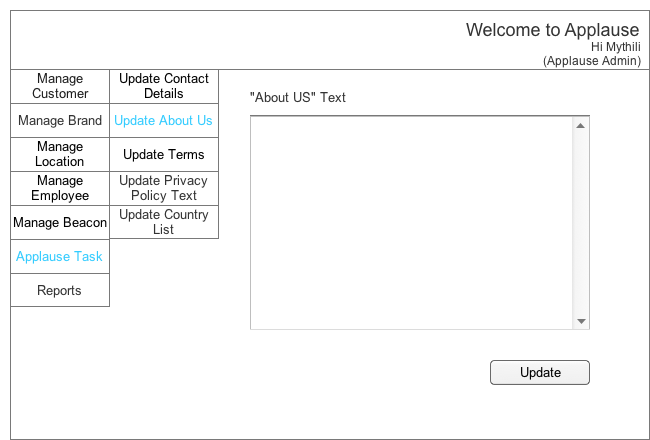 Welcome to Applause
Hi Mythili
(Applause Admin)
Manage
Customer
Manage Brand
Manage
Location
Manage
Employee
Manage Beacon
Applause Task
Reports
Update Contact
Details
Update About Us
Update Terms
Update Privacy
Policy Text
Update Country
List
"About US" Text
Update